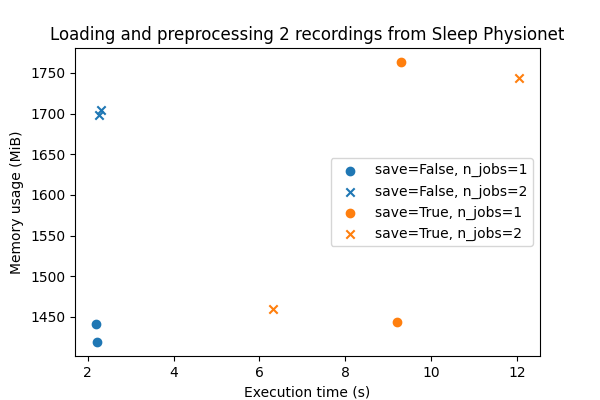 Loading and preprocessing 2 recordings from Sleep Physionet
Memory usage (MiB)
1750
1700
1650
1600
1550
1500
1450
save=False, n_jobs=1
save=False, n_jobs=2
save=True, n_jobs=1
save=True, n_jobs=2
2 4 6 8 10 12
Execution time (s)